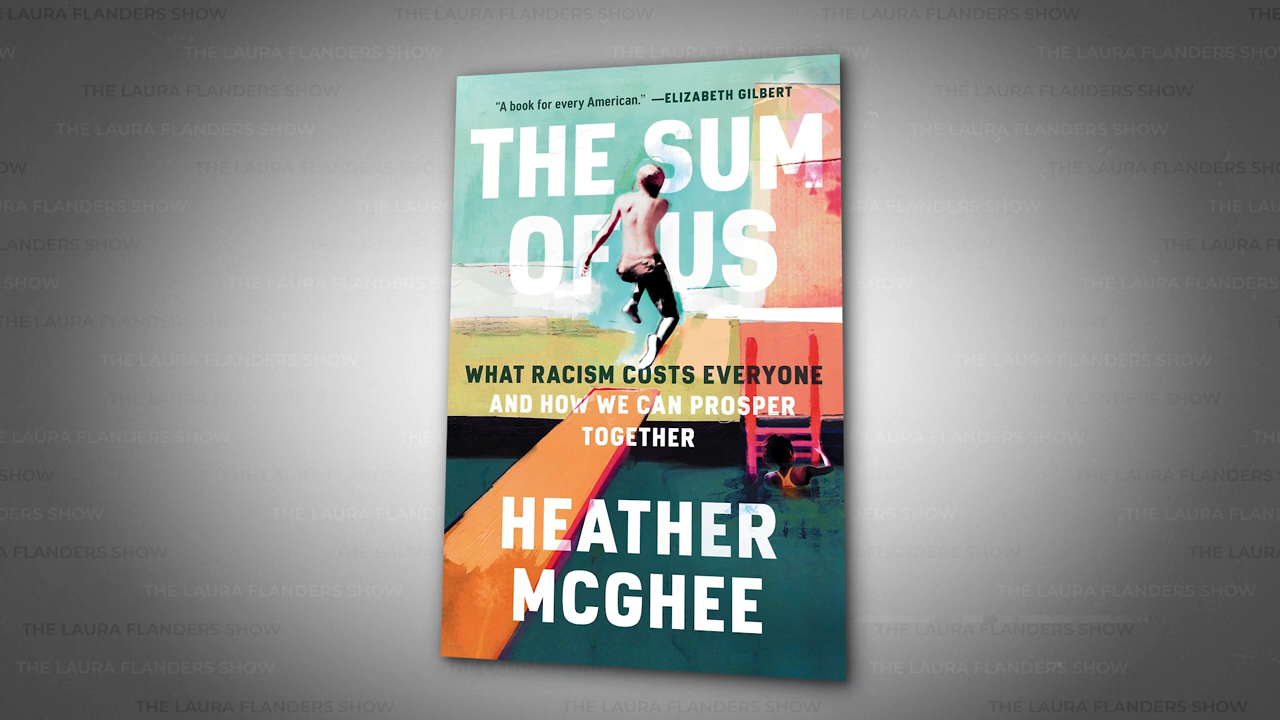 THE LAURA FLANDERS SHOW
"A book for every American." —ELIZABETH GILBERT
THE SUM
OF US
WHAT RACISM COSTS EVERYONE
AND HOW WE CAN PROSPER
TOGETHER
HEATHER
MCGHEE